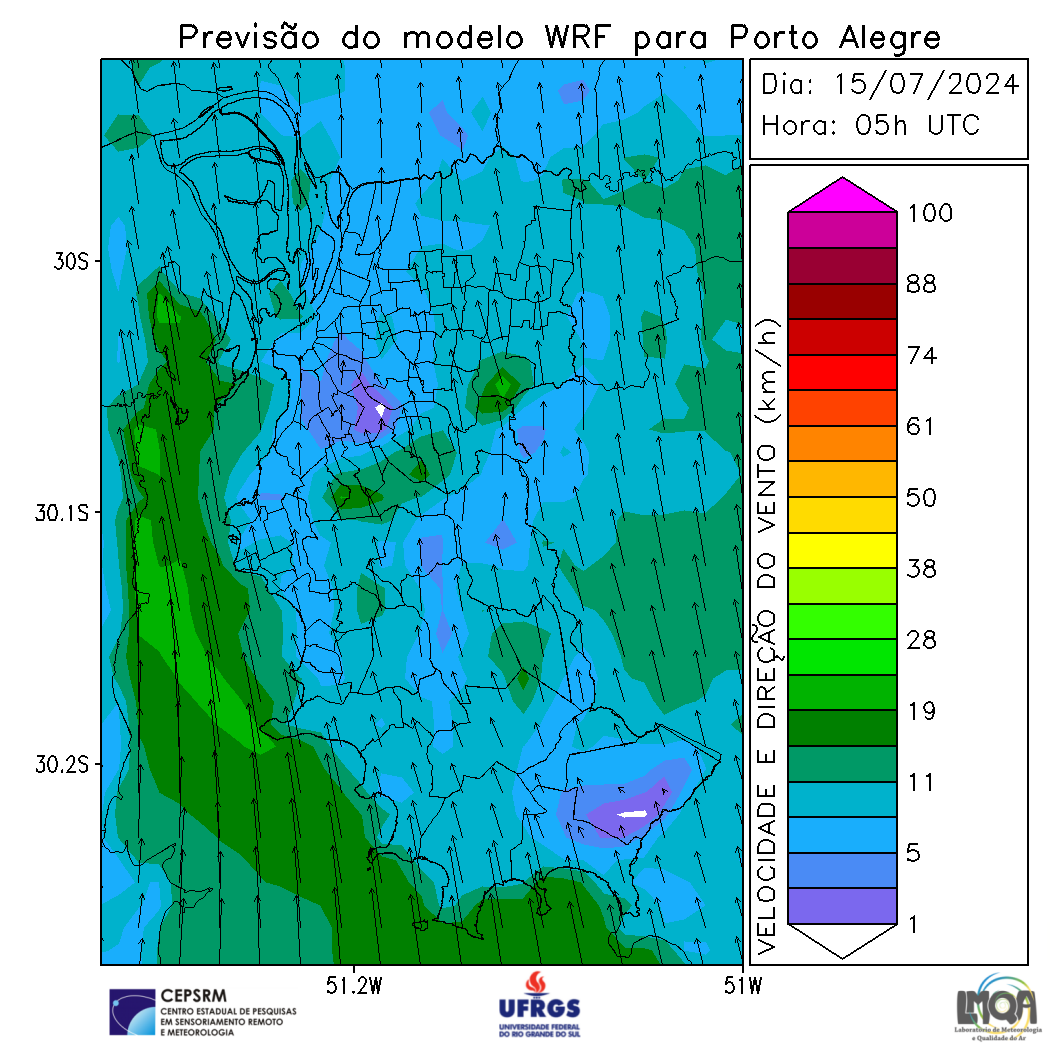 Previsão do modelo WRF para Porto Alegre
Dia: 15/07/2024
Hora: 05h UTC
30S
30.1S
30.2S
51.2W
51W
VELOCIDADE E DIREÇÃO DO VENTO (km/h)
100
88
74
61
50
38
28
19
11
5
1
CEPSRM
CENTRO ESTADUAL DE PESQUISAS
EM SENSORIAMENTO REMOTO
E METEOROLOGIA
UFRGS
UNIVERSIDADE FEDERAL
DO RIO GRANDE DO SUL
LMQA
Laboratório de Meteorologia
e Qualidade do Ar